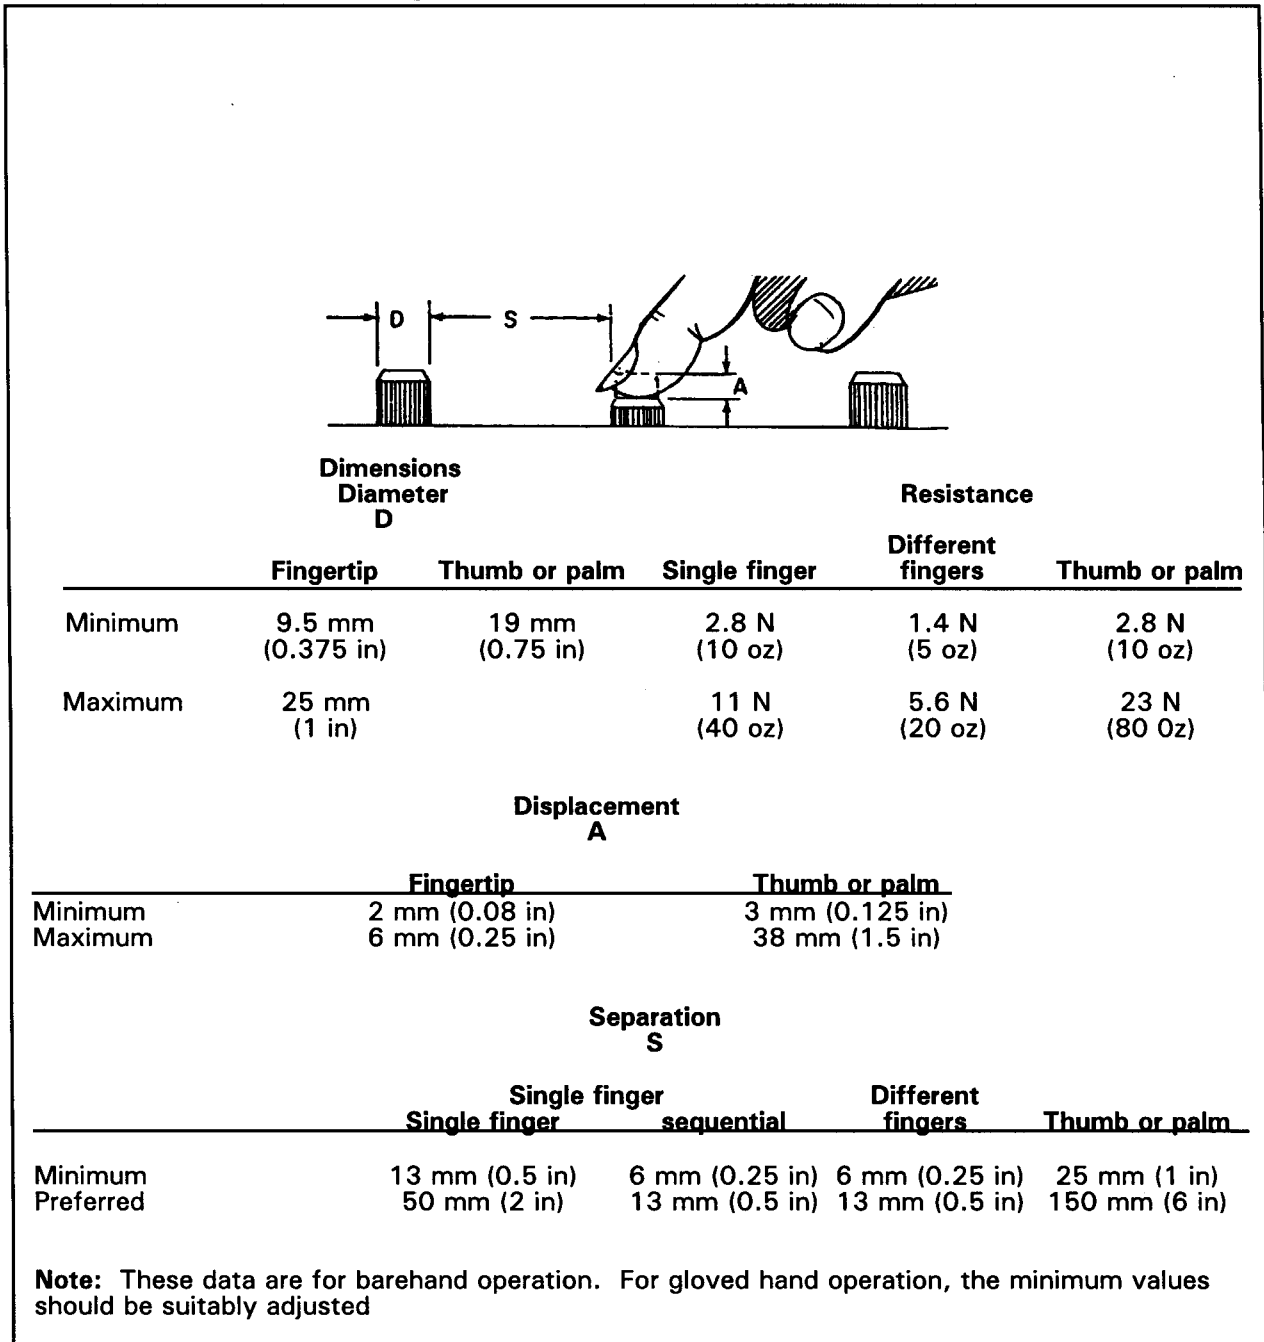 D S A
Dimensions
Diameter Resistance
D
Different
Fingertip Thumb or palm Single finger fingers Thumb or palm
Minimum 9.5 mm 19 mm 2.8 N 1.4 N 2.8 N
(0.375 in) (0.75 in) (10 oz) (5 oz) (10 oz)
Maximum 25 mm 11 N 5.6 N 23 N
(1 in) (40 oz) (20 oz) (80 0z)
Displacement
A
Fingertip Thumb or palm
Minimum 2 mm (0.08 in) 3 mm (0.125 in)
Maximum 6 mm (0.25 in) 38 mm (1.5 in)
Separation
S
Single finger Different
Single finger sequential fingers Thumb or palm
Minimum 13 mm (0.5 in) 6 mm (0.25 in) 6 mm (0.25 in) 25 mm (1 in)
Preferred 50 mm (2 in) 13 mm (0.5 in) 13 mm (0.5 in) 150 mm (6 in)
Note: These data are for barehand operation. For gloved hand operation, the minimum values
should be suitably adjusted